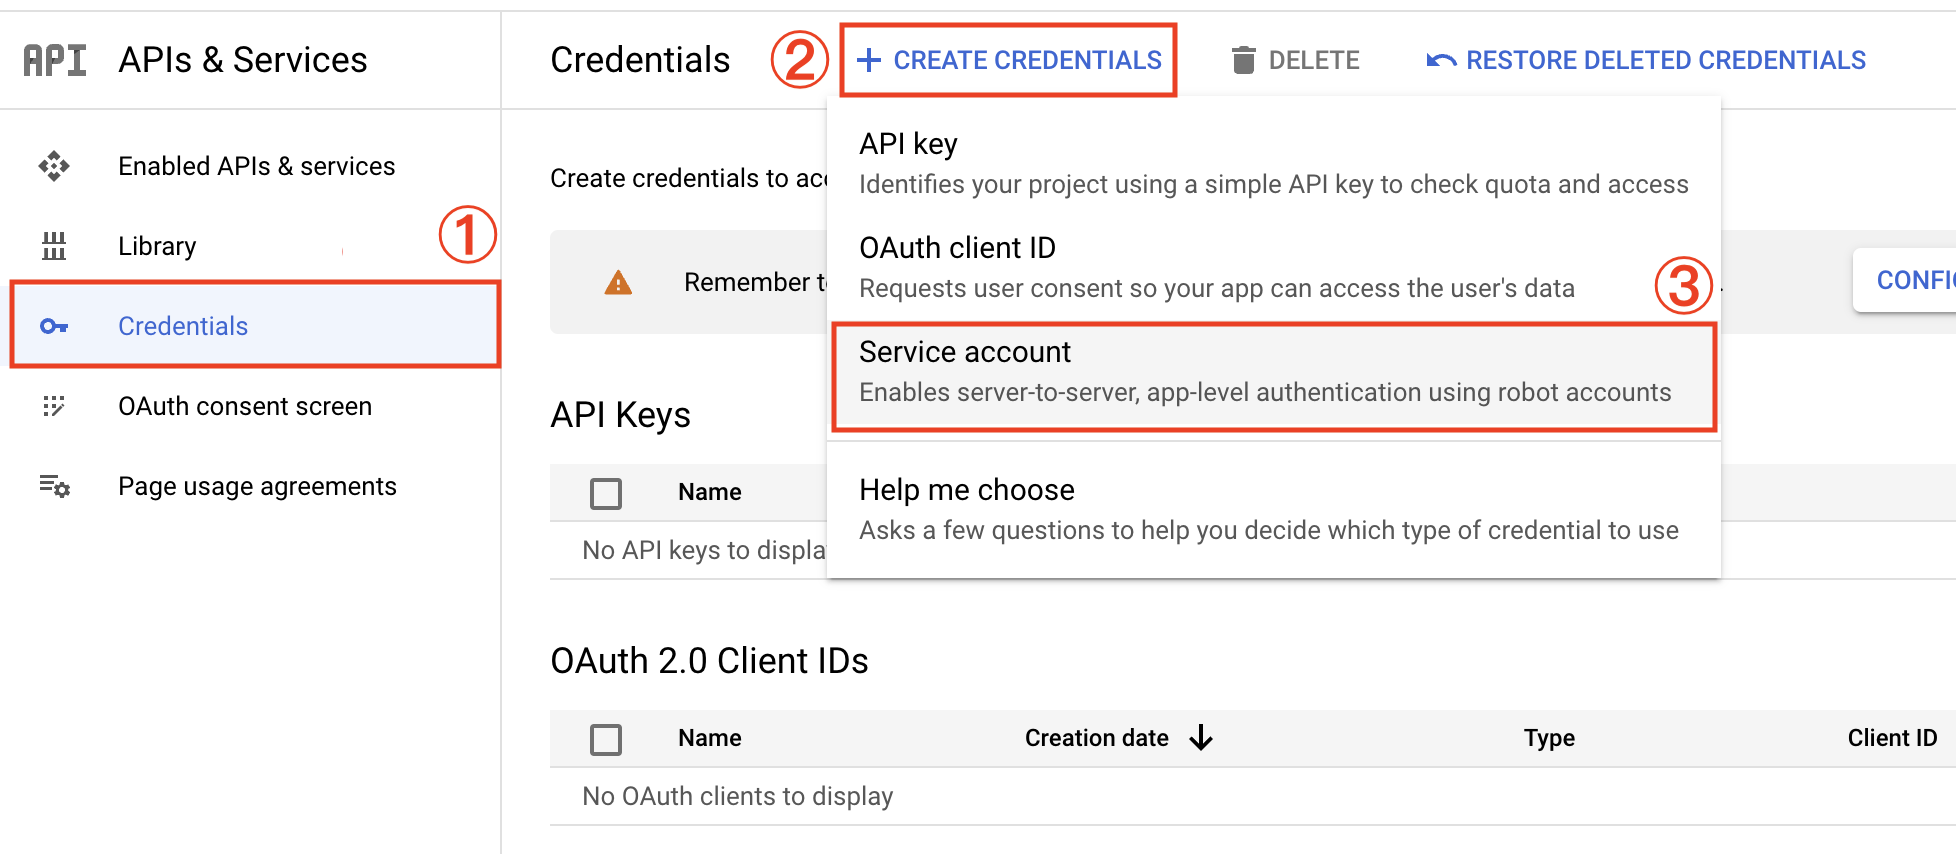 API APIs & Services
Credentials
② + CREATE CREDENTIALS
DELETE
RESTORE DELETED CREDENTIALS
Enabled APIs & services
Library
①
Credentials
OAuth consent screen
Page usage agreements
Create credentials to
Remember
API key
Identifies your project using a simple API key to check quota and access
OAuth client ID
Requests user consent so your app can access the user's data
③
Service account
Enables server-to-server, app-level authentication using robot accounts
Help me choose
Asks a few questions to help you decide which type of credential to use
API Keys
Name
No API keys to
OAuth 2.0 Client IDs
Name Creation date ↓ Type Client ID
No OAuth clients to display